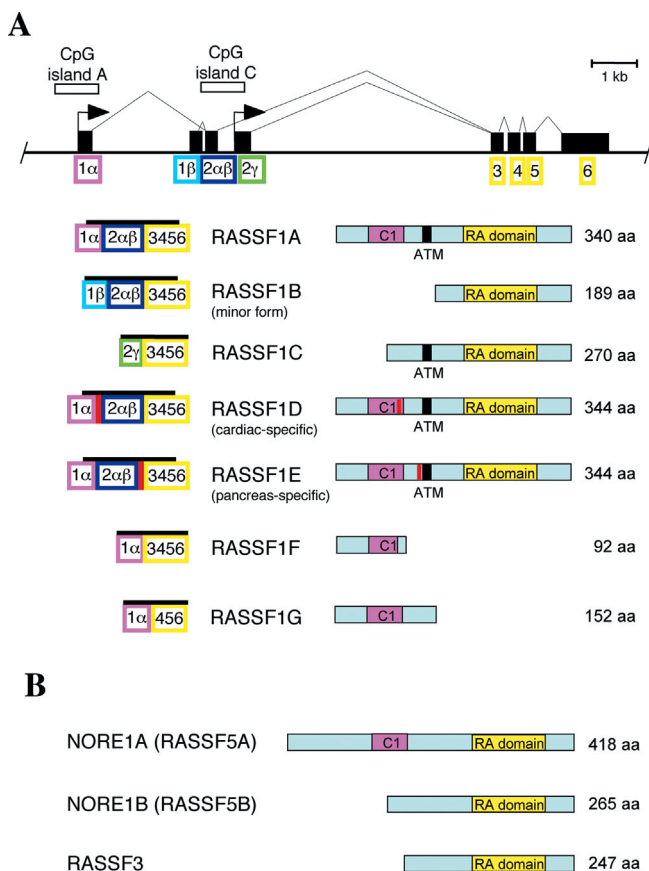 A
CpG
island A
CpG
island C
1 kb
1α 1β 2αβ 2γ 3 4 5 6
1α 2αβ 3456 RASSF1A C1 RA domain 340 aa
ATM
1β 2αβ 3456 RASSF1B RA domain 189 aa
(minor form)
2γ 3456 RASSF1C RA domain 270 aa
ATM
1α 2αβ 3456 RASSF1D C1 RA domain 344 aa
(cardiac-specific) ATM
1α 2αβ 3456 RASSF1E C1 RA domain 344 aa
(pancreas-specific) ATM
1α 3456 RASSF1F C1 92 aa
1α 456 RASSF1G C1 152 aa
B
NORE1A (RASSF5A) C1 RA domain 418 aa
NORE1B (RASSF5B) RA domain 265 aa
RASSF3 RA domain 247 aa